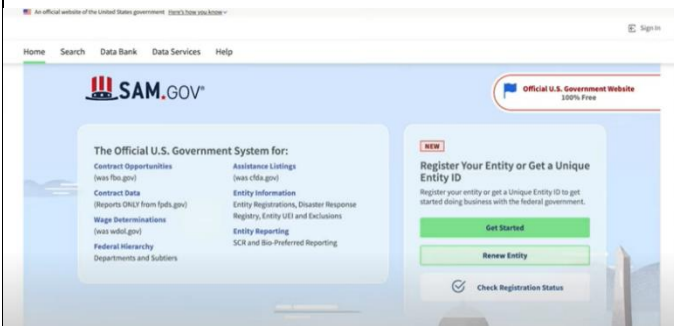 An official website of the United States government Here's how you know
Sign In
Home Search Data Bank Data Services Help
SAM.GOV®
Official U.S. Government Website
100% Free
The Official U.S. Government System for:
Contract Opportunities
(was fbo.gov)
Contract Data
(Reports ONLY from fpds.gov)
Wage Determinations
(was wdol.gov)
Federal Hierarchy
Departments and Subtiers
Assistance Listings
(was cfda.gov)
Entity Information
Entity Registrations, Disaster Response
Registry, Entity UEI and Exclusions
Entity Reporting
SCR and Bio-Preferred Reporting
NEW
Register Your Entity or Get a Unique
Entity ID
Register your entity or get a Unique Entity ID to get
started doing business with the federal government.
Get Started
Renew Entity
Check Registration Status